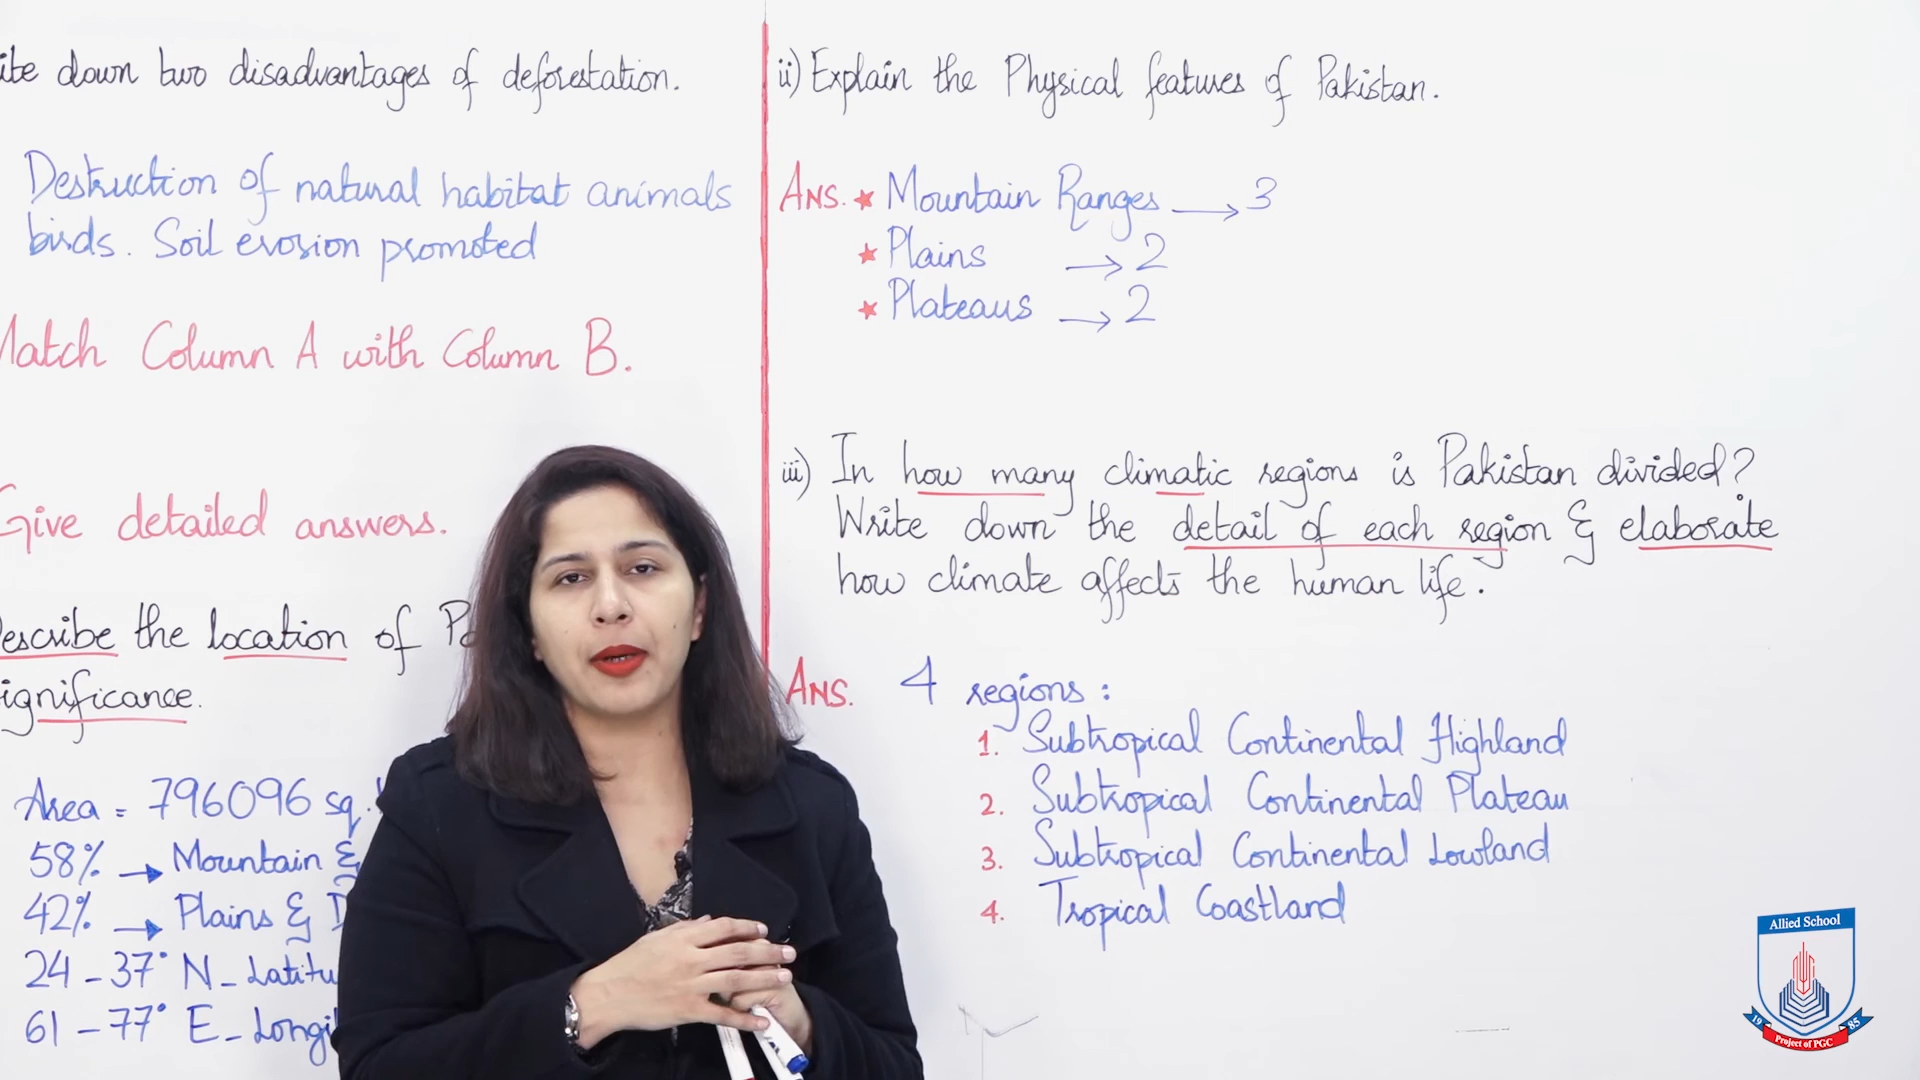 down two disadvantages of deforestation.
Destruction of natural habitat animals
birds. Soil erosion promoted
Match Column A with Column B.
Give detailed answers.
Describe the location of
significance.
Area = 796096 sq.
58% → Mountain &
42% → Plains &
24 - 37° N -
61 - 77° E -
ii) Explain the Physical features of Pakistan.
Ans. ★ Mountain Ranges → 3
★ Plains → 2
★ Plateaus → 2
iii) In how many climatic regions is Pakistan divided?
Write down the detail of each region & elaborate
how climate affects the human life.
Ans. 4 regions :
1. Subtropical Continental Highland
2. Subtropical Continental Plateau
3. Subtropical Continental Lowland
4. Tropical Coastland
Allied School
19 85
Project of PGC